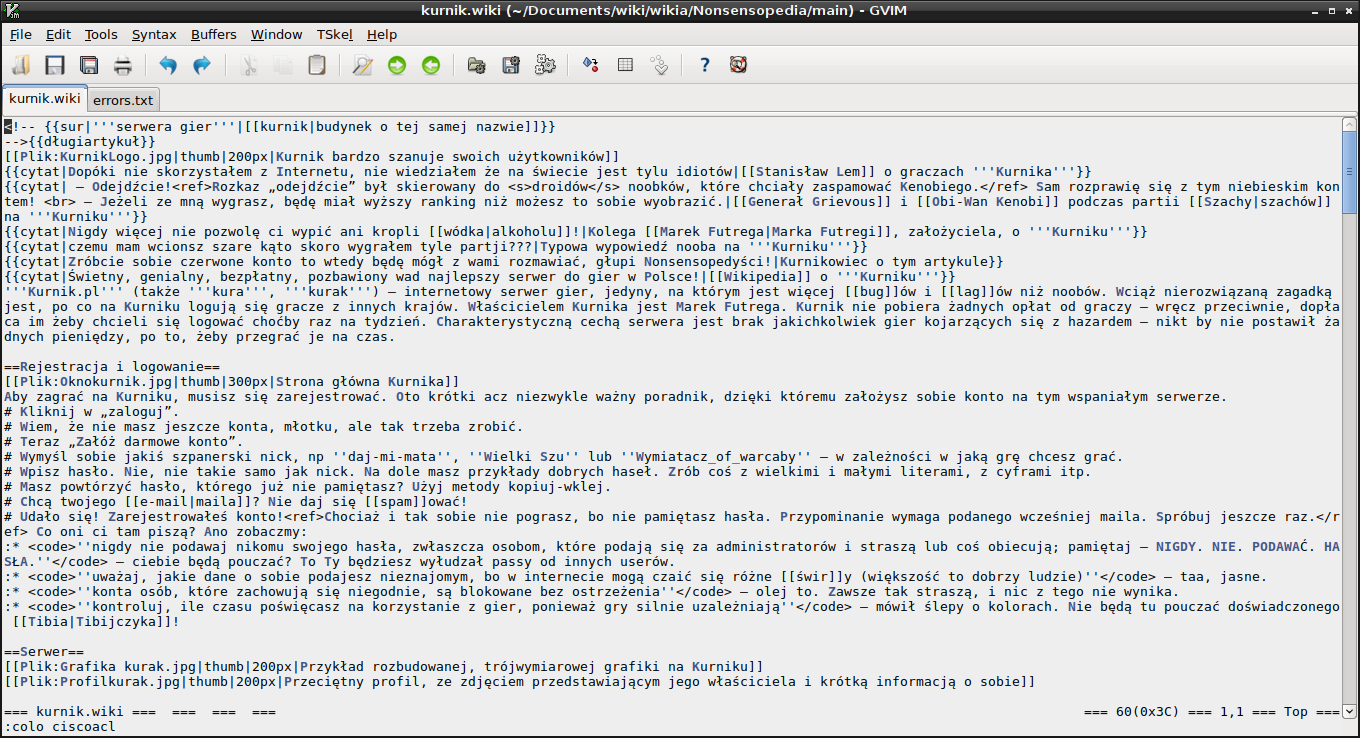 kurnik.wiki (~/Documents/wiki/wikia/Nonsensopedia/main) - GVIM
File Edit Tools Syntax Buffers Window TSkel Help
kurnik.wiki errors.txt
<!-- {{sur|'''serwera gier'''|[[kurnik|budynek o tej samej nazwie]]}}
-->{{długiartykuł}}
[[Plik:KurnikLogo.jpg|thumb|200px|Kurnik bardzo szanuje swoich użytkowników]]
{{cytat|Dopóki nie skorzystałem z Internetu, nie wiedziałem że na świecie jest tylu idiotów|[[Stanisław Lem]] o graczach '''Kurnika'''}}
{{cytat| — Odejdźcie!<ref>Rozkaz „odejdźcie” był skierowany do <s>droidów</s> noobków, które chciały zaspamować Kenobiego.</ref> Sam rozprawię się z tym niebieskim kon
tem! <br> — Jeżeli ze mną wygrasz, będę miał wyższy ranking niż możesz to sobie wyobrazić.|[[Generał Grievous]] i [[Obi-Wan Kenobi]] podczas partii [[Szachy|szachów]]
na '''Kurniku'''}}
{{cytat|Nigdy więcej nie pozwolę ci wypić ani kropli [[wódka|alkoholu]]!|Kolega [[Marek Futrega|Marka Futregi]], założyciela, o '''Kurniku'''}}
{{cytat|czemu mam wcionsz szare kąto skoro wygrałem tyle partji???|Typowa wypowiedź nooba na '''Kurniku'''}}
{{cytat|Zróbcie sobie czerwone konto to wtedy będę mógł z wami rozmawiać, głupi Nonsensopedyści!|Kurnikowiec o tym artykule}}
{{cytat|Świetny, genialny, bezpłatny, pozbawiony wad najlepszy serwer do gier w Polsce!|[[Wikipedia]] o '''Kurniku'''}}
'''Kurnik.pl''' (także '''kura''', '''kurak''') — internetowy serwer gier, jedyny, na którym jest więcej [[bug]]ów i [[lag]]ów niż noobów. Wciąż nierozwiązaną zagadką
jest, po co na Kurniku logują się gracze z innych krajów. Właścicielem Kurnika jest Marek Futrega. Kurnik nie pobiera żadnych opłat od graczy — wręcz przeciwnie, dopła
ca im żeby chcieli się logować choćby raz na tydzień. Charakterystyczną cechą serwera jest brak jakichkolwiek gier kojarzących się z hazardem — nikt by nie postawił ża
dnych pieniędzy, po to, żeby przegrać je na czas.
==Rejestracja i logowanie==
[[Plik:Oknokurnik.jpg|thumb|300px|Strona główna Kurnika]]
Aby zagrać na Kurniku, musisz się zarejestrować. Oto krótki acz niezwykle ważny poradnik, dzięki któremu założysz sobie konto na tym wspaniałym serwerze.
# Kliknij w „zaloguj”.
# Wiem, że nie masz jeszcze konta, młotku, ale tak trzeba zrobić.
# Teraz „Załóż darmowe konto”.
# Wymyśl sobie jakiś szpanerski nick, np ''daj-mi-mata'', ''Wielki Szu'' lub ''Wymiatacz_of_warcaby'' — w zależności w jaką grę chcesz grać.
# Wpisz hasło. Nie, nie takie samo jak nick. Na dole masz przykłady dobrych haseł. Zrób coś z wielkimi i małymi literami, z cyframi itp.
# Masz powtórzyć hasło, którego już nie pamiętasz? Użyj metody kopiuj-wklej.
# Chcą twojego [[e-mail|maila]]? Nie daj się [[spam]]ować!
# Udało się! Zarejestrowałeś konto!<ref>Chociaż i tak sobie nie pograsz, bo nie pamiętasz hasła. Przypominanie wymaga podanego wcześniej maila. Spróbuj jeszcze raz.</r
ef> Co oni ci tam piszą? Ano zobaczmy:
:* <code>''nigdy nie podawaj nikomu swojego hasła, zwłaszcza osobom, które podają się za administratorów i straszą lub coś obiecują; pamiętaj — NIGDY. NIE. PODAWAĆ. HA
SŁA.''</code> — ciebie będą pouczać? To Ty będziesz wyłudzał passy od innych userów.
:* <code>''uważaj, jakie dane o sobie podajesz nieznajomym, bo w internecie mogą czaić się różne [[świr]]y (większość to dobrzy ludzie)''</code> — taa, jasne.
:* <code>''konta osób, które zachowują się niegodnie, są blokowane bez ostrzeżenia''</code> — olej to. Zawsze tak straszą, i nic z tego nie wynika.
:* <code>''kontroluj, ile czasu poświęcasz na korzystanie z gier, ponieważ gry silnie uzależniają''</code> — mówił ślepy o kolorach. Nie będą tu pouczać doświadczonego
[[Tibia|Tibijczyka]]!
==Serwer==
[[Plik:Grafika kurak.jpg|thumb|200px|Przykład rozbudowanej, trójwymiarowej grafiki na Kurniku]]
[[Plik:Profilkurak.jpg|thumb|200px|Przeciętny profil, ze zdjęciem przedstawiającym jego właściciela i krótką informacją o sobie]]
=== kurnik.wiki ===  ===  ===  === === 60(0x3C) === 1,1 === Top ===
:colo ciscoacl